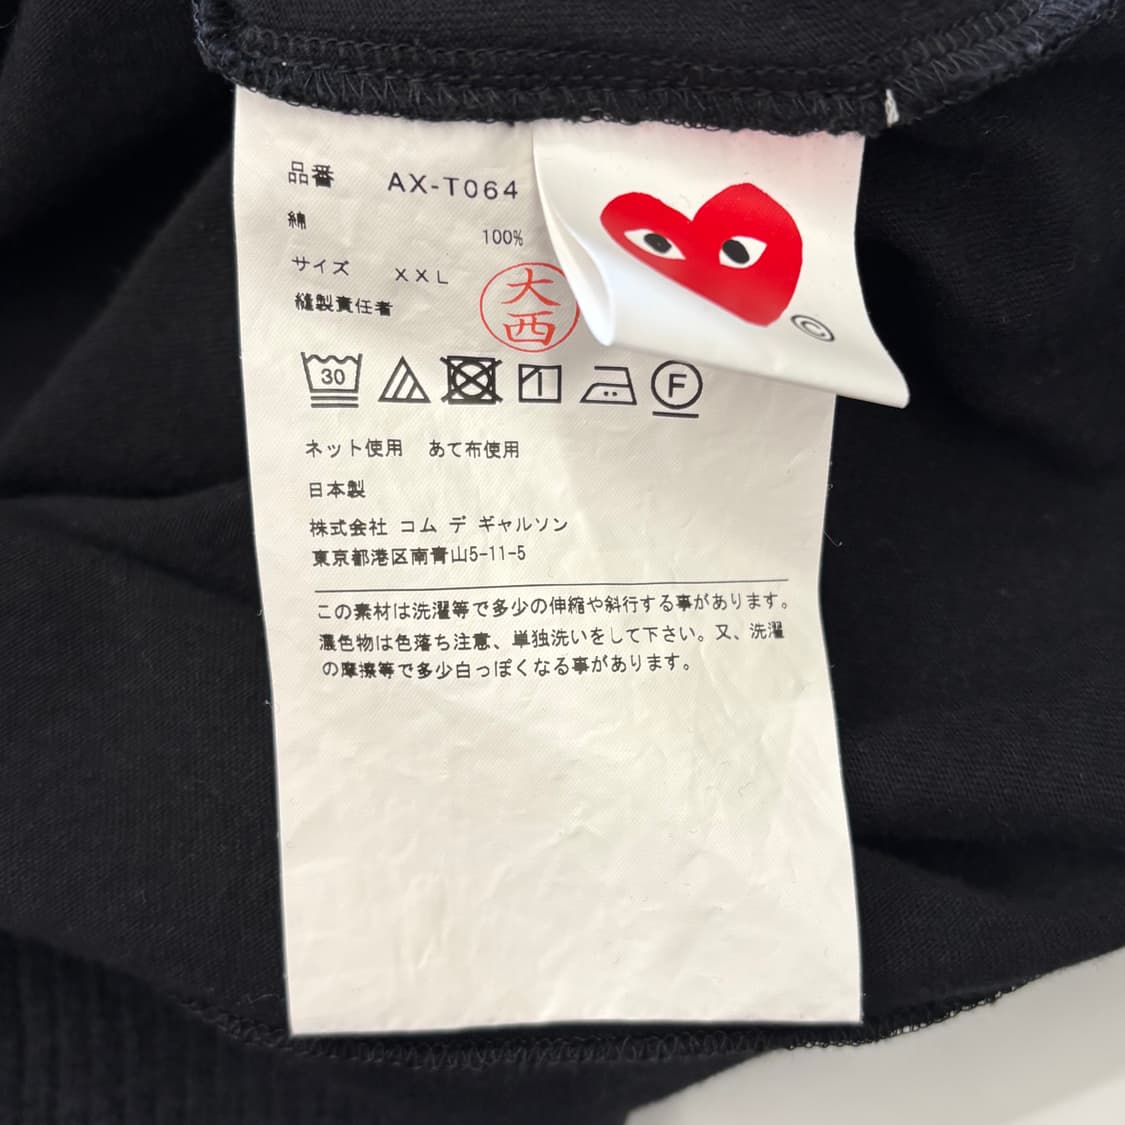 品番 AX-T064
綿 100%
サイズ XXL
縫製責任者 大西
©
30
F
ネット使用 あて布使用
日本製
株式会社 コム デ ギャルソン
東京都港区南青山5-11-5
この素材は洗濯等で多少の伸縮や斜行する事があります。
濃色物は色落ち注意、単独洗いをして下さい。又、洗濯
の摩擦等で多少白っぽくなる事があります。